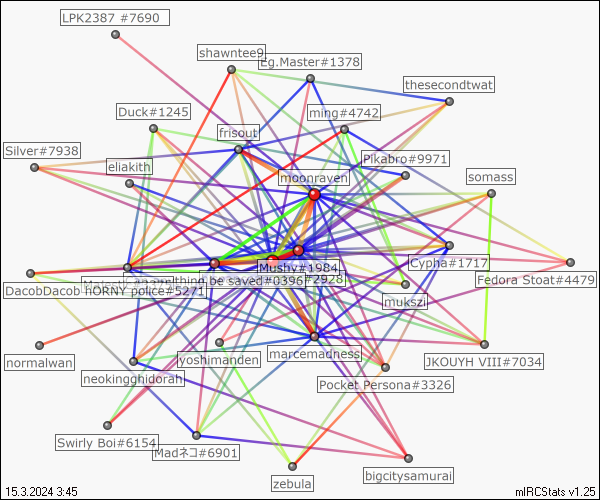 LPK2387 #7690
shawntee9
Eg.Master#1378
thesecondtwat
Duck#1245
ming#4742
frisout
Silver#7938
Pikabro#9971
eliakith
moonraven
somass
Cypha#1717
Mushy#1984
Fedora Stoat#4479
be saved#0396
#2928
DacobDacob
HORNY police#5271
mukszi
normalwan
yoshimanden
marcemadness
JKOUYH VIII#7034
neokingghidorah
Pocket Persona#3326
Swirly Boi#6154
Madネコ#6901
bigcitysamurai
zebula
15.3.2024 3:45
mIRCStats v1.25